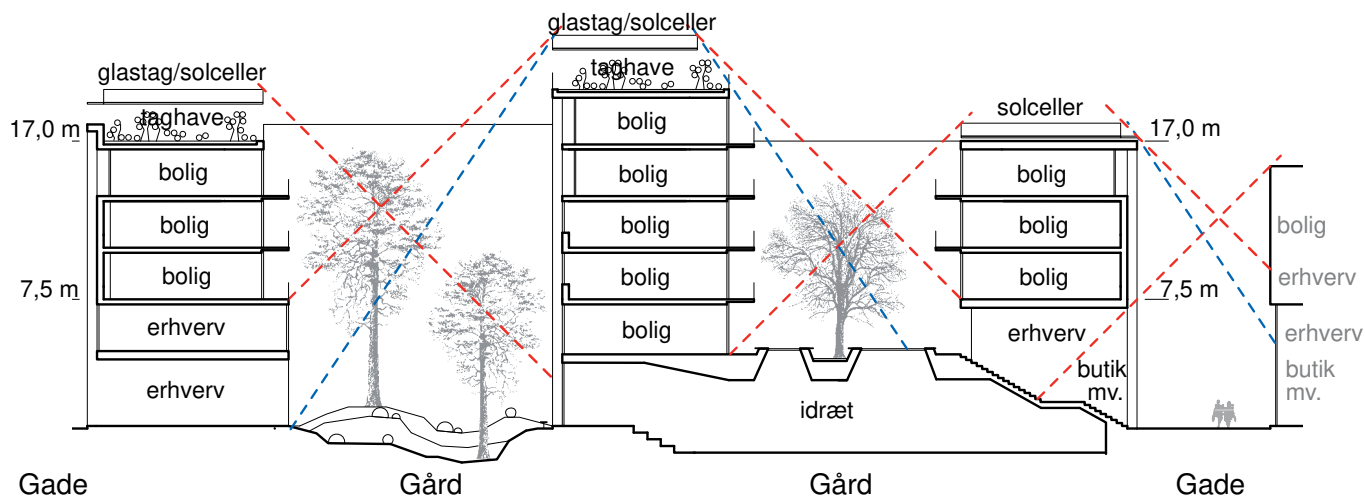 glastag/solceller
taghave
17,0 m
bolig
bolig
7,5 m
bolig
erhverv
erhverv
glastag/solceller
taghave
bolig
bolig
bolig
bolig
bolig
idræt
solceller
17,0 m
bolig
bolig
bolig
7,5 m
erhverv
butik
mv.
bolig
erhverv
erhverv
butik
mv.
Gade
Gård
Gård
Gade